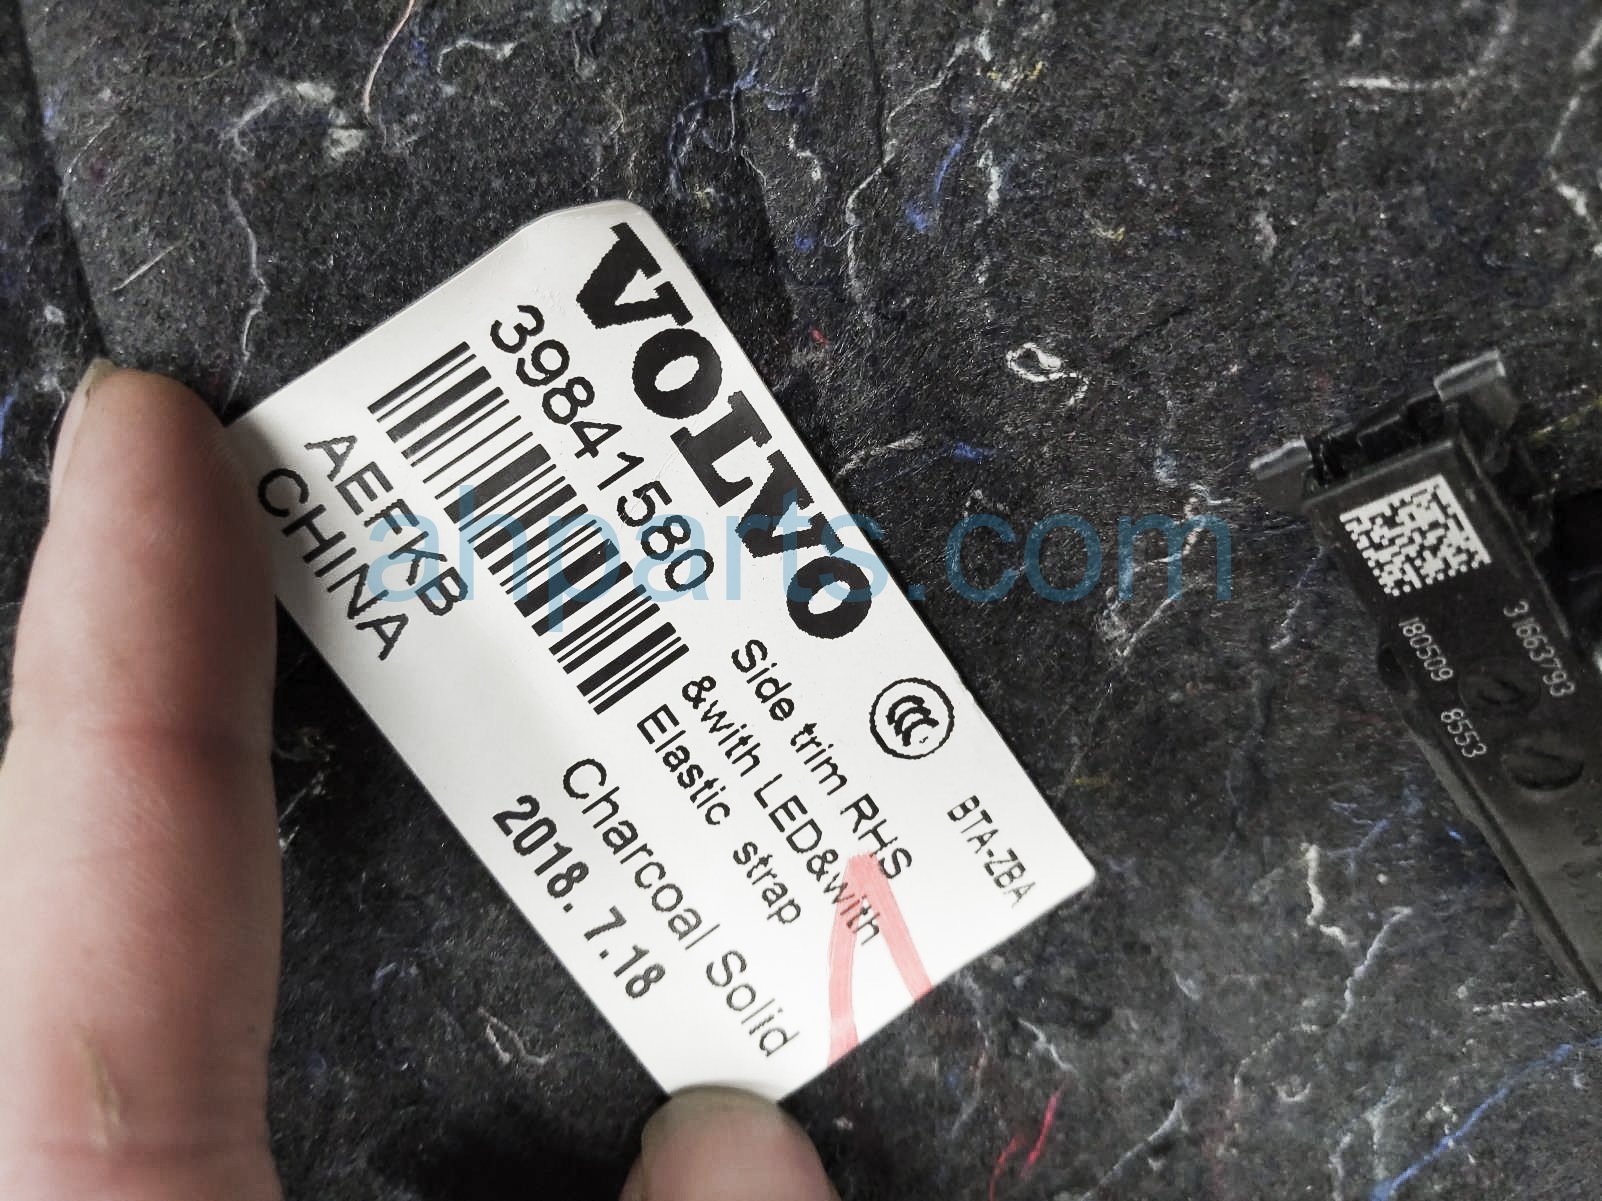 VOLVO
39841580
AEFKB
CHINA
Side trim RHS
&with LED&with
Elastic strap
Charcoal Solid
2018.7.18
BTA-ZBA
31663793
180509 8553
ahparts.com